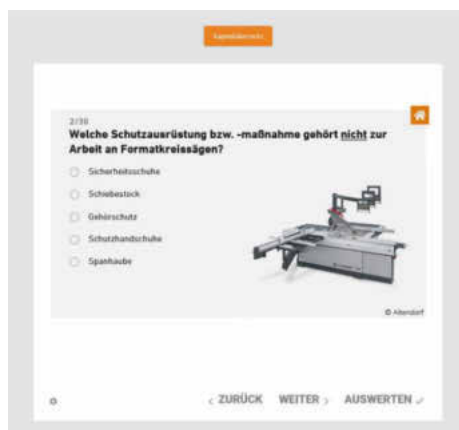 2/30
Welche Schutzausrüstung bzw. -maßnahme gehört nicht zur
Arbeit an Formatkreissägen?
Sicherheitsschuhe
Schiebestock
Gehörschutz
Schutzhandschuhe
Spanhaube
© Altendorf
‹ ZURÜCK WEITER › AUSWERTEN ✓